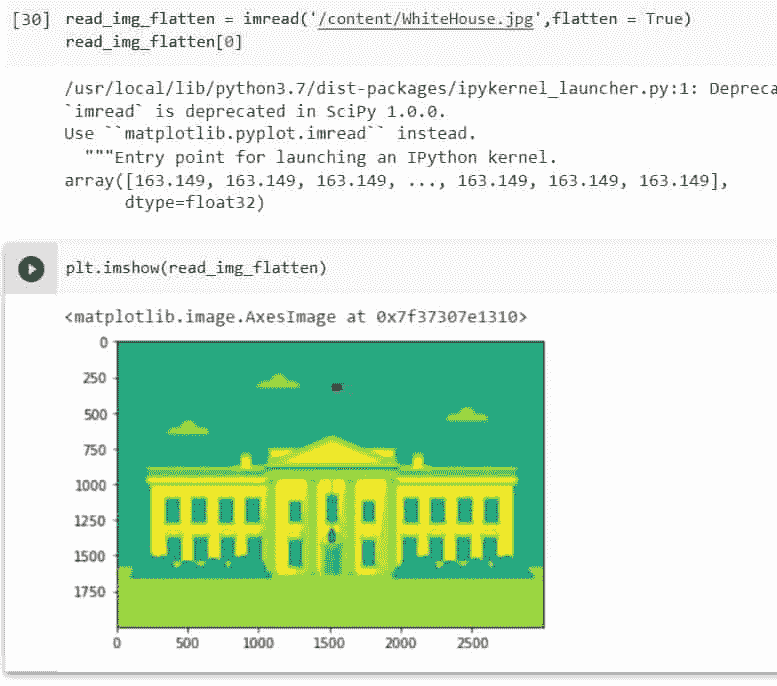 [30] read_img_flatten = imread('/content/WhiteHouse.jpg',flatten = True)
read_img_flatten[0]
/usr/local/lib/python3.7/dist-packages/ipykernel_launcher.py:1: Depreca
`imread` is deprecated in SciPy 1.0.0.
Use ``matplotlib.pyplot.imread`` instead.
"""Entry point for launching an IPython kernel.
array([163.149, 163.149, 163.149, ..., 163.149, 163.149, 163.149],
dtype=float32)
plt.imshow(read_img_flatten)
<matplotlib.image.AxesImage at 0x7f37307e1310>
0
250
500
750
1000
1250
1500
1750
0 500 1000 1500 2000 2500